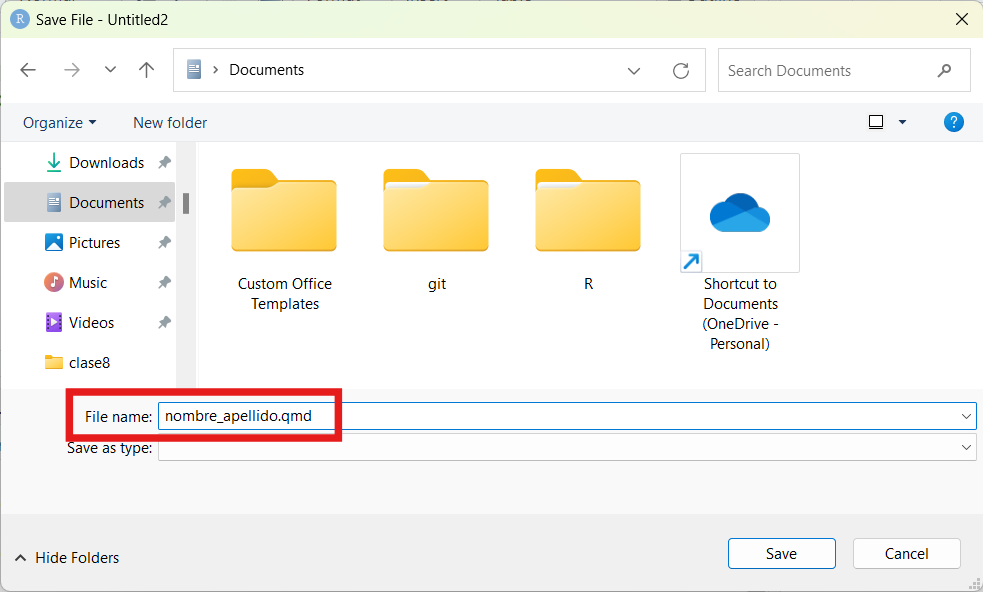 R Save File - Untitled2
Documents
Search Documents
Organize
New folder
?
Downloads
Documents
Pictures
Music
Videos
clase8
Custom Office
Templates
git
R
Shortcut to
Documents
(OneDrive -
Personal)
File name: nombre_apellido.qmd
Save as type:
Hide Folders
Save
Cancel